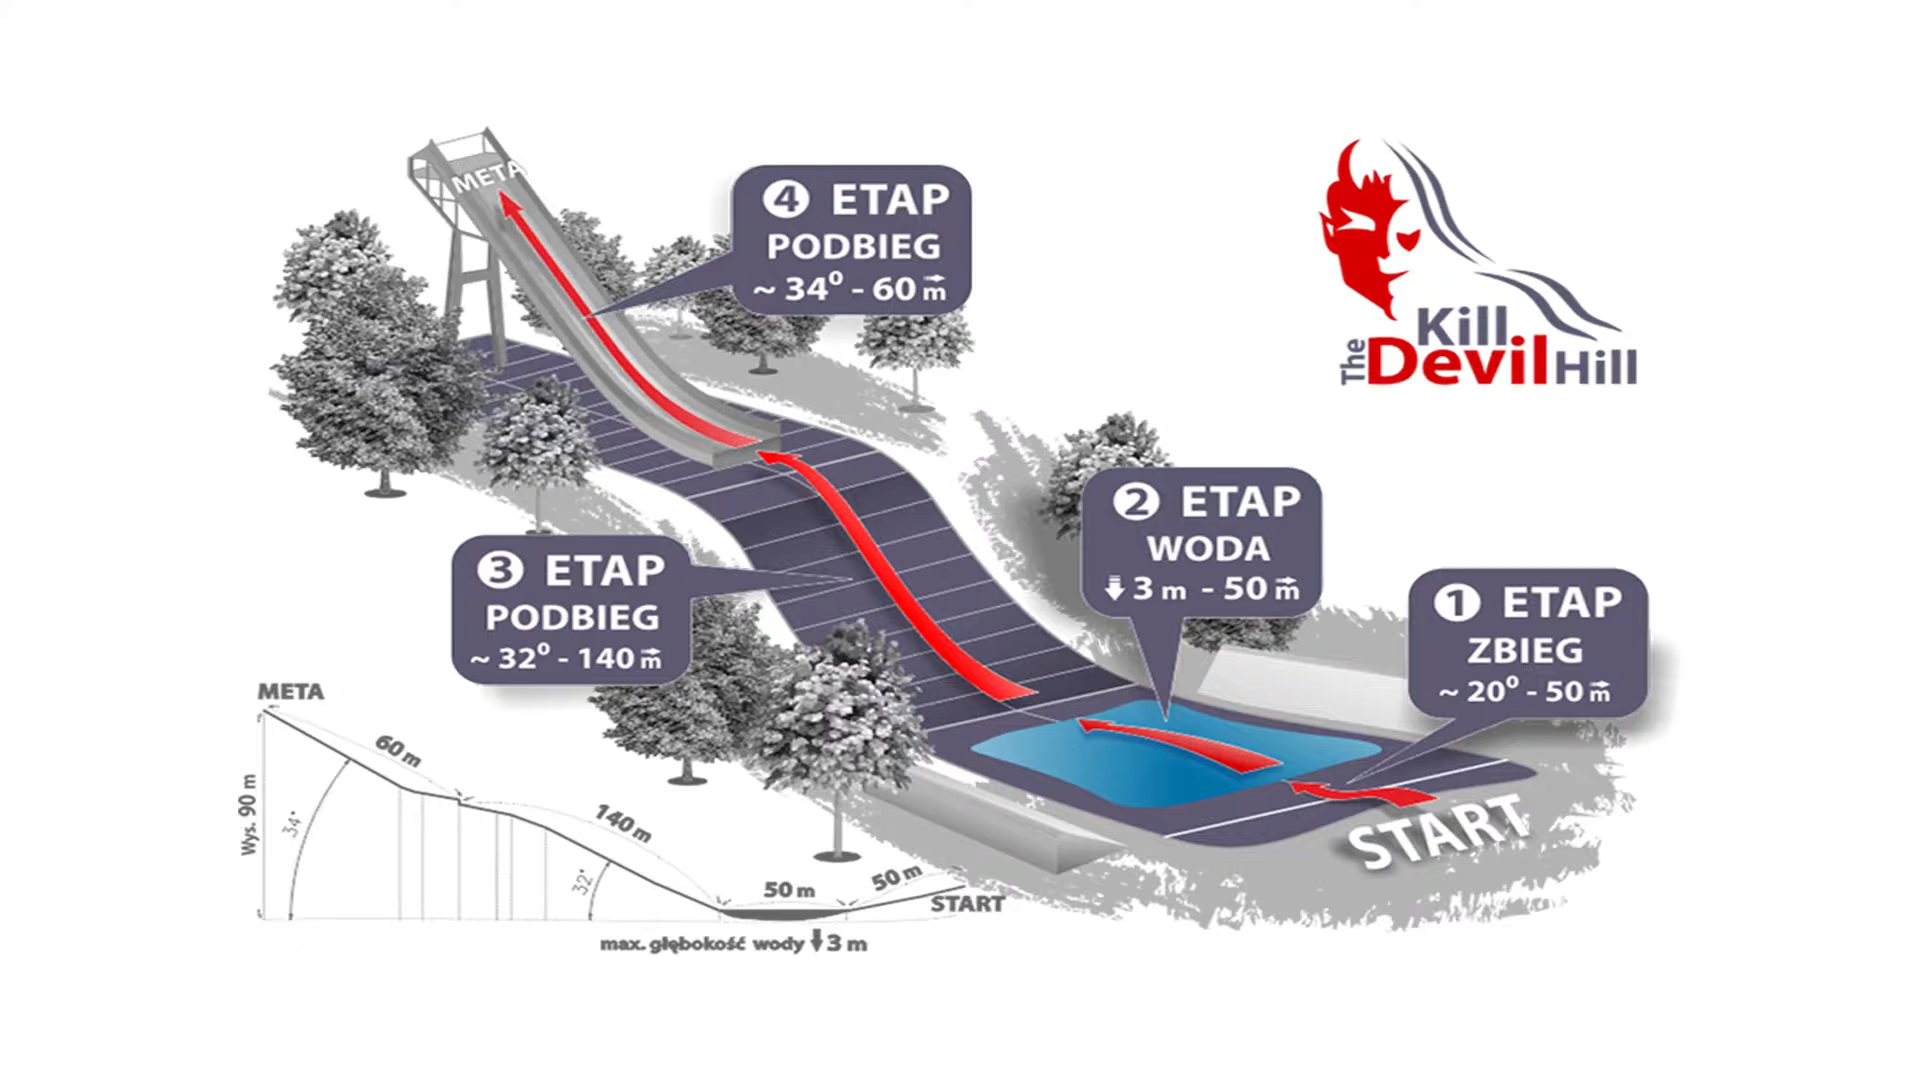 META
4 ETAP
PODBIEG
~ 34° - 60 m
The
Kill
Devil Hill
2 ETAP
WODA
3 m - 50 m
3 ETAP
PODBIEG
~ 32° - 140 m
1 ETAP
ZBIEG
~ 20° - 50 m
START
META
60 m
Wys. 90 m
34°
140 m
32°
50 m
50 m
START
max. głębokość wody 3 m